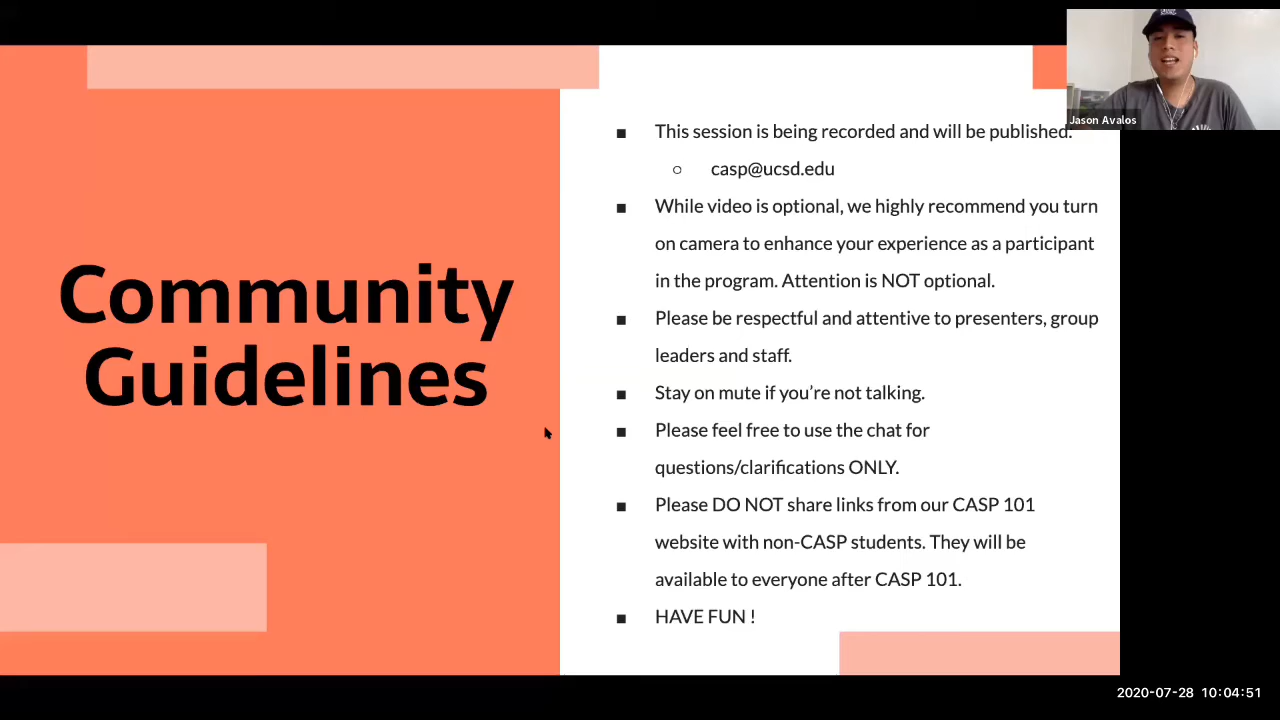 Community
Guidelines
■ This session is being recorded and will be published.
○ casp@ucsd.edu
■ While video is optional, we highly recommend you turn
on camera to enhance your experience as a participant
in the program. Attention is NOT optional.
■ Please be respectful and attentive to presenters, group
leaders and staff.
■ Stay on mute if you’re not talking.
■ Please feel free to use the chat for
questions/clarifications ONLY.
■ Please DO NOT share links from our CASP 101
website with non-CASP students. They will be
available to everyone after CASP 101.
■ HAVE FUN !
Jason Avalos
2020-07-28 10:04:51